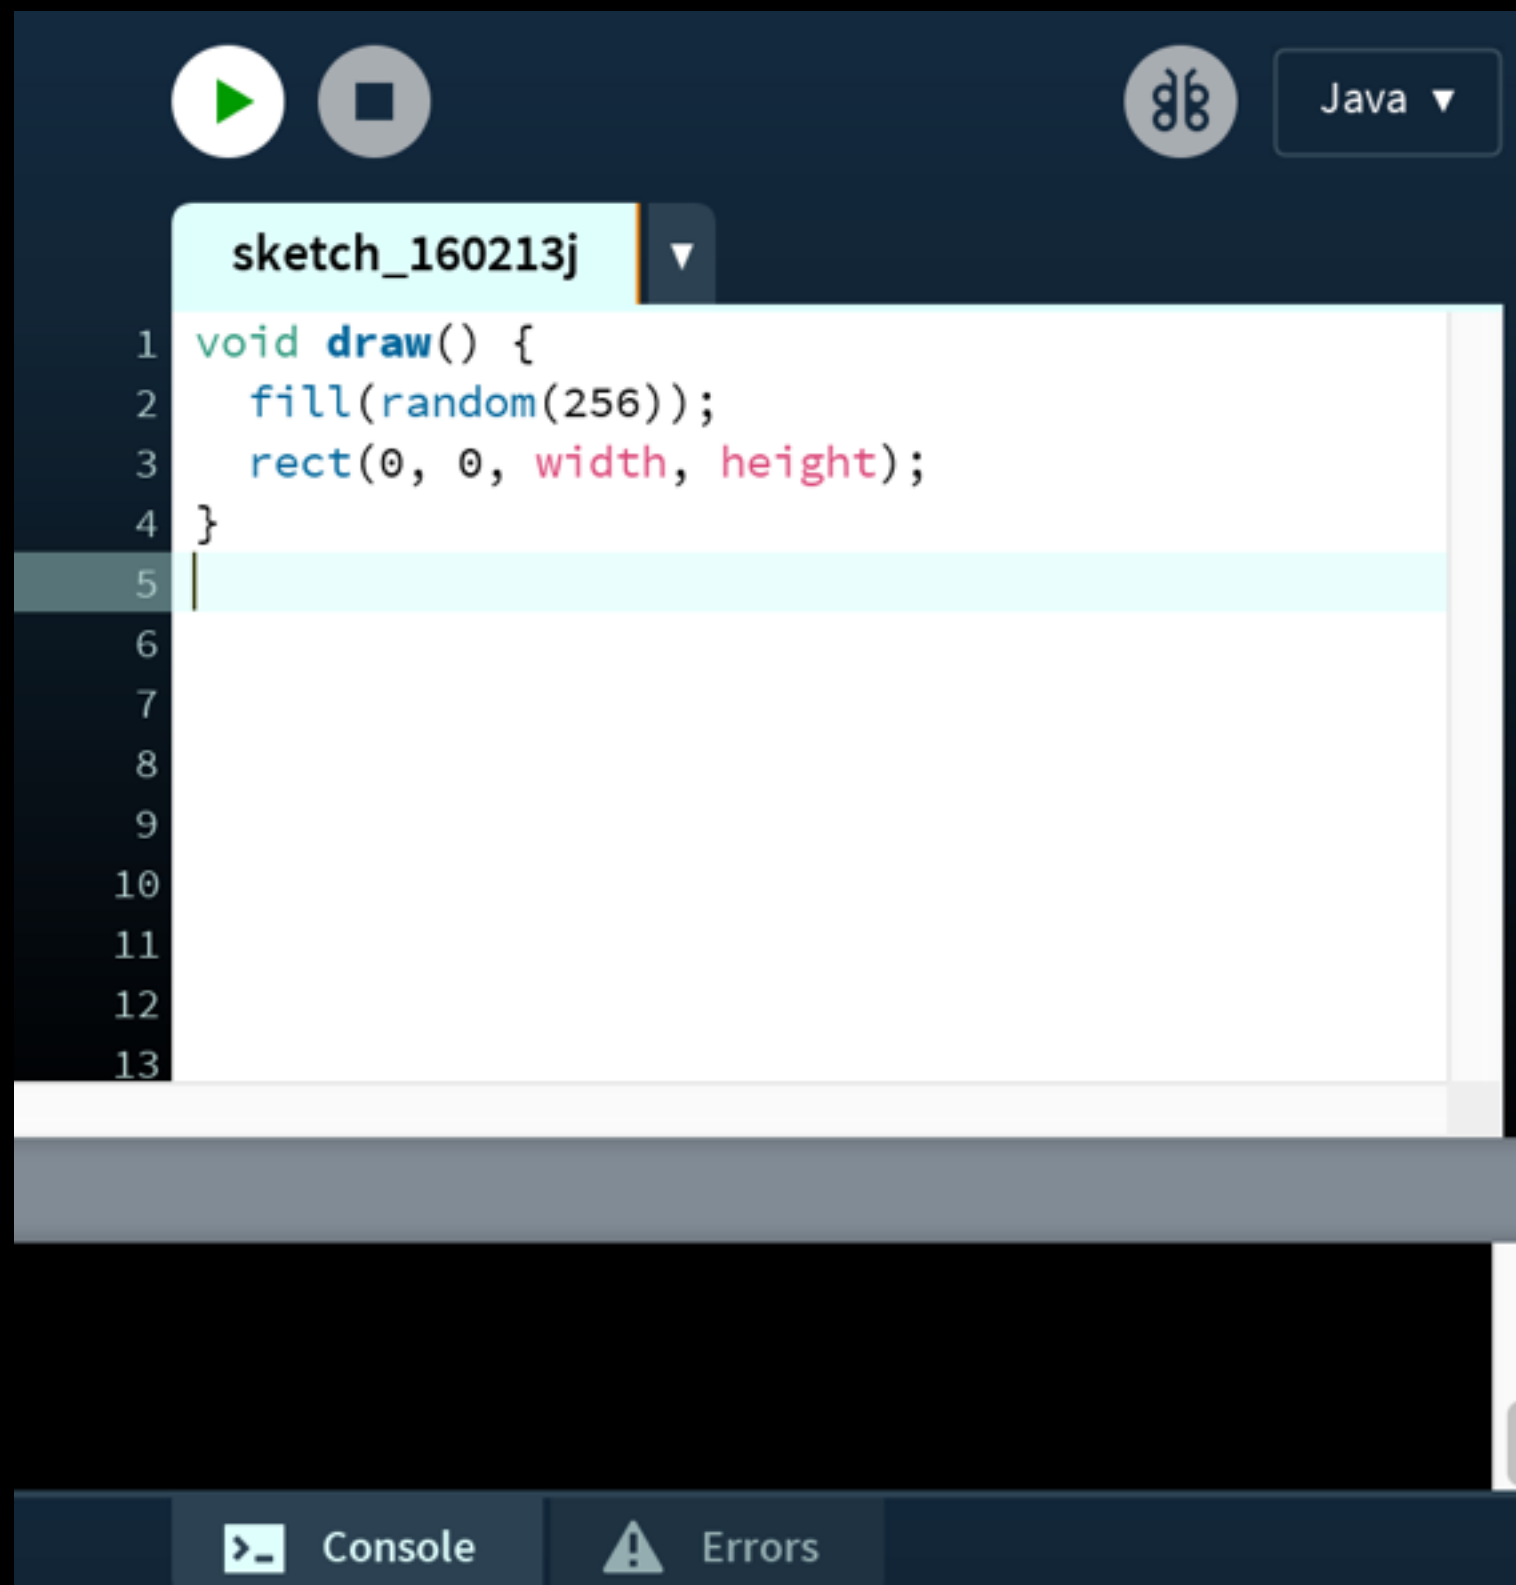 Java ▼
sketch_160213j ▼
1 void draw() {
2   fill(random(256));
3   rect(0, 0, width, height);
4 }
5
6
7
8
9
10
11
12
13
>_ Console
Errors